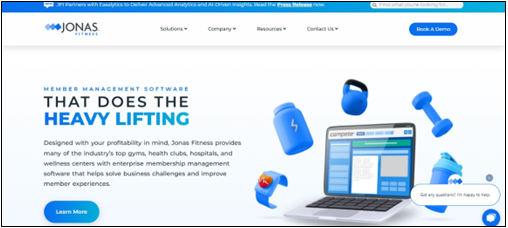 JFI Partners with Easalytics to Deliver Advanced Analytics and AI-Driven Insights. Read the Press Release now.
Find what you're looking for...
JONAS
FITNESS
Solutions
Company
Resources
Contact Us
Book A Demo
MEMBER MANAGEMENT SOFTWARE
THAT DOES THE
HEAVY LIFTING
Designed with your profitability in mind, Jonas Fitness provides
many of the industry's top gyms, health clubs, hospitals, and
wellness centers with enterprise membership management
software that helps solve business challenges and improve
member experiences.
Learn More
compete
Got any questions? I'm happy to help.